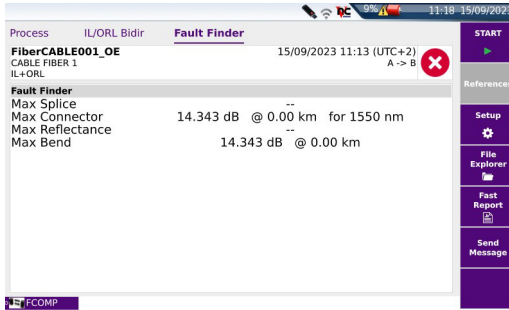 9% 11:18 15/09/202
Process IL/ORL Bidir Fault Finder
START
FiberCABLE001_OE 15/09/2023 11:13 (UTC+2)
CABLE FIBER 1 A -> B
IL+ORL
Reference
Fault Finder
Max Splice --
Max Connector 14.343 dB @ 0.00 km for 1550 nm
Max Reflectance --
Max Bend 14.343 dB @ 0.00 km
Setup
File
Explorer
Fast
Report
Send
Message
FCOMP